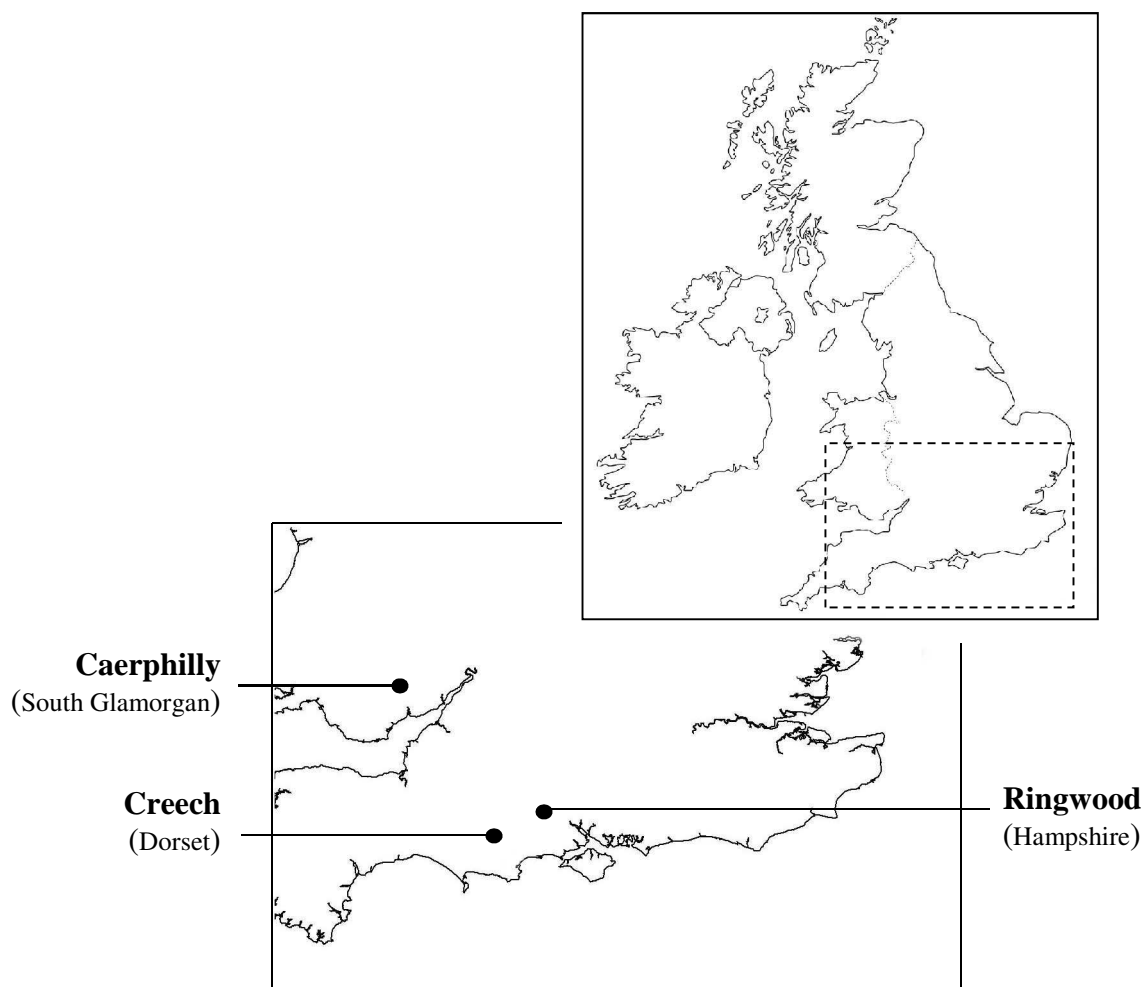 Caerphilly
(South Glamorgan)
Creech
(Dorset)
Ringwood
(Hampshire)